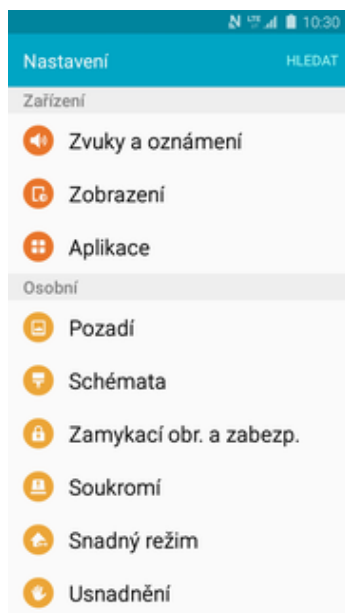 10:30
Nastavení HLEDAT
Zařízení
Zvuky a oznámení
Zobrazení
Aplikace
Osobní
Pozadí
Schémata
Zamykací obr. a zabezp.
Soukromí
Snadný režim
Usnadnění